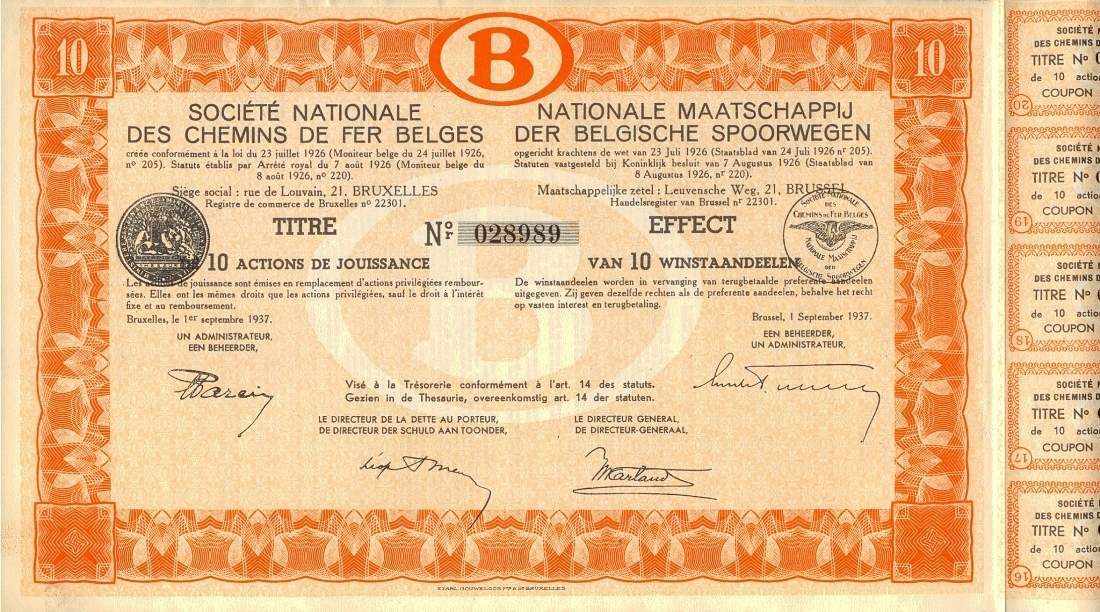 B
10
10
SOCIÉTÉ NATIONALE
DES CHEMINS DE FER BELGES
créée conformément à la loi du 23 juillet 1926 (Moniteur belge du 24 juillet 1926,
nº 205). Statuts établis par Arrêté royal du 7 août 1926 (Moniteur belge du
8 août 1926, nº 220).
Siège social : rue de Louvain, 21. BRUXELLES
Registre de commerce de Bruxelles nº 22301.
TITRE
NATIONALE MAATSCHAPPIJ
DER BELGISCHE SPOORWEGEN
opgericht krachtens de wet van 23 Juli 1926 (Staatsblad van 24 Juli 1926 nr 205).
Statuten vastgesteld bij Koninklijk besluit van 7 Augustus 1926 (Staatsblad van
8 Augustus 1926, nr 220).
Maatschappelijke zetel : Leuvensche Weg, 21, BRUSSEL
Handelsregister van Brussel nr 22301.
EFFECT
Nº r 028989
SOCIÉTÉ NATIONALE
DES
CHEMINS DE FER BELGES
NATIONALE MAATSCHAPPIJ
DER
BELGISCHE SPOORWEGEN
10 ACTIONS DE JOUISSANCE
Les actions de jouissance sont émises en remplacement d'actions privilégiées rembour-
sées. Elles ont les mêmes droits que les actions privilégiées, sauf le droit à l'intérêt
fixe et au remboursement.
Bruxelles, le 1er septembre 1937.
UN ADMINISTRATEUR,
EEN BEHEERDER,
VAN 10 WINSTAANDEELEN
De winstaandeelen worden in vervanging van terugbetaalde preferente aandeelen
uitgegeven. Zij geven dezelfde rechten als de preferente aandeelen, behalve het recht
op vasten interest en terugbetaling.
Brussel, 1 September 1937.
EEN BEHEERDER,
UN ADMINISTRATEUR,
B
Visé à la Trésorerie conformément à l'art. 14 des statuts.
Gezien in de Thesaurie, overeenkomstig art. 14 der statuten.
LE DIRECTEUR DE LA DETTE AU PORTEUR,
DE DIRECTEUR DER SCHULD AAN TOONDER,
LE DIRECTEUR GENERAL,
DE DIRECTEUR-GENERAAL,
10
10
SOCIÉTÉ
DES CHEMINS
TITRE Nº
de 10
COUPON
20
SOCIÉTÉ
DES CHEMINS
TITRE Nº
de 10
COUPON
19
SOCIÉTÉ
DES CHEMINS
TITRE Nº
de 10
COUPON
18
SOCIÉTÉ
DES CHEMINS
TITRE Nº
de 10
COUPON
17
SOCIÉTÉ
DES CHEMINS
TITRE Nº
de 10
COUPON
16